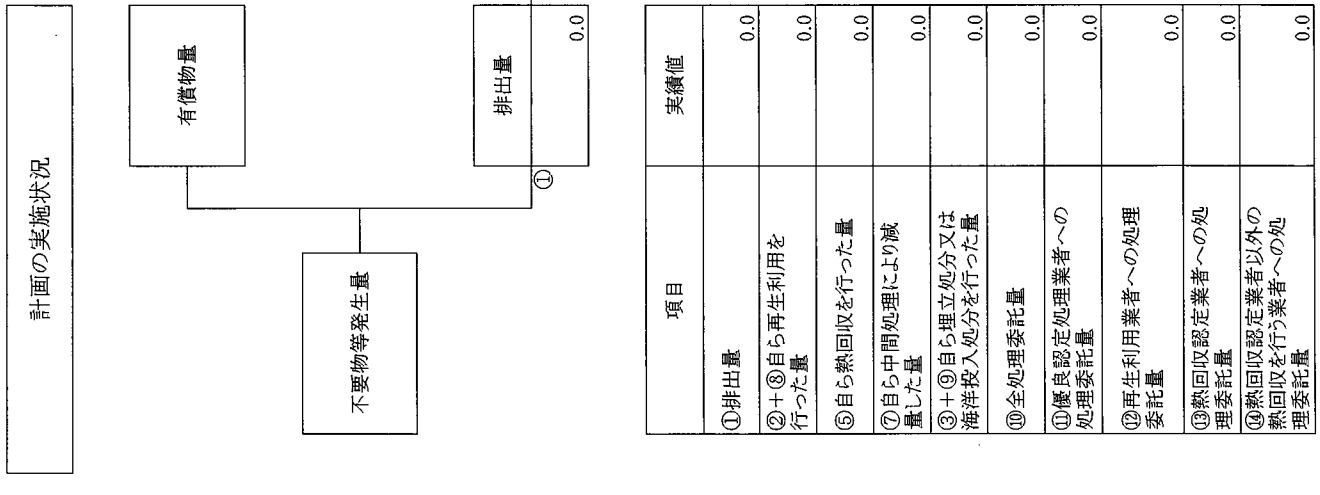 計画の実施状況
不要物等発生量
有償物量
①
排出量
0.0
項目 実績値
①排出量 0.0
②+⑧自ら再生利用を
行った量 0.0
⑤自ら熱回収を行った量 0.0
⑦自ら中間処理により減
量した量 0.0
③+⑨自ら埋立処分又は
海洋投入処分を行った量 0.0
⑩全処理委託量 0.0
⑪優良認定処理業者への
処理委託量 0.0
⑫再生利用業者への処理
委託量 0.0
⑬熱回収認定業者への処
理委託量 0.0
⑭熱回収認定業者以外の
熱回収を行う業者への処
理委託量 0.0